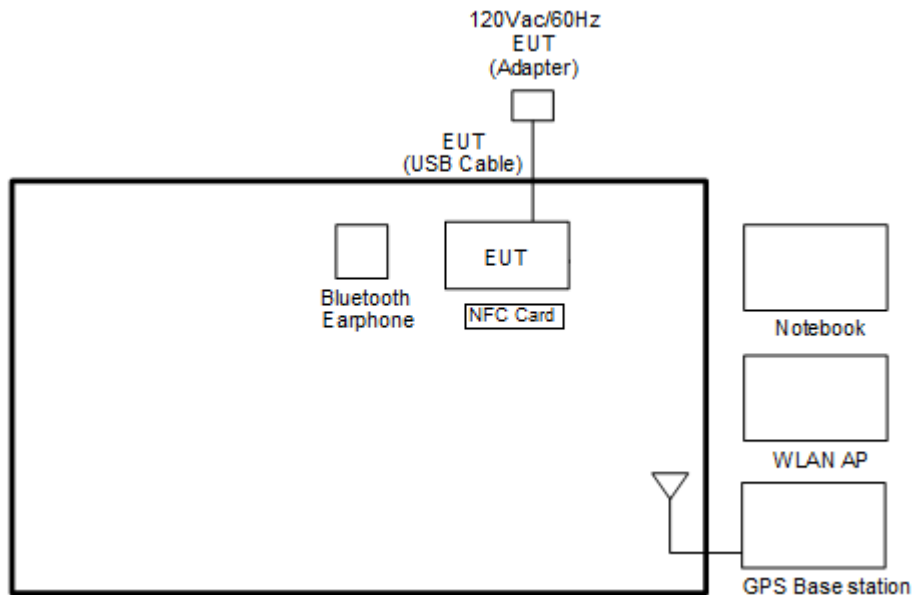 120Vac/60Hz
EUT
(Adapter)
EUT
(USB Cable)
EUT
Bluetooth
Earphone
NFC Card
Notebook
WLAN AP
GPS Base station